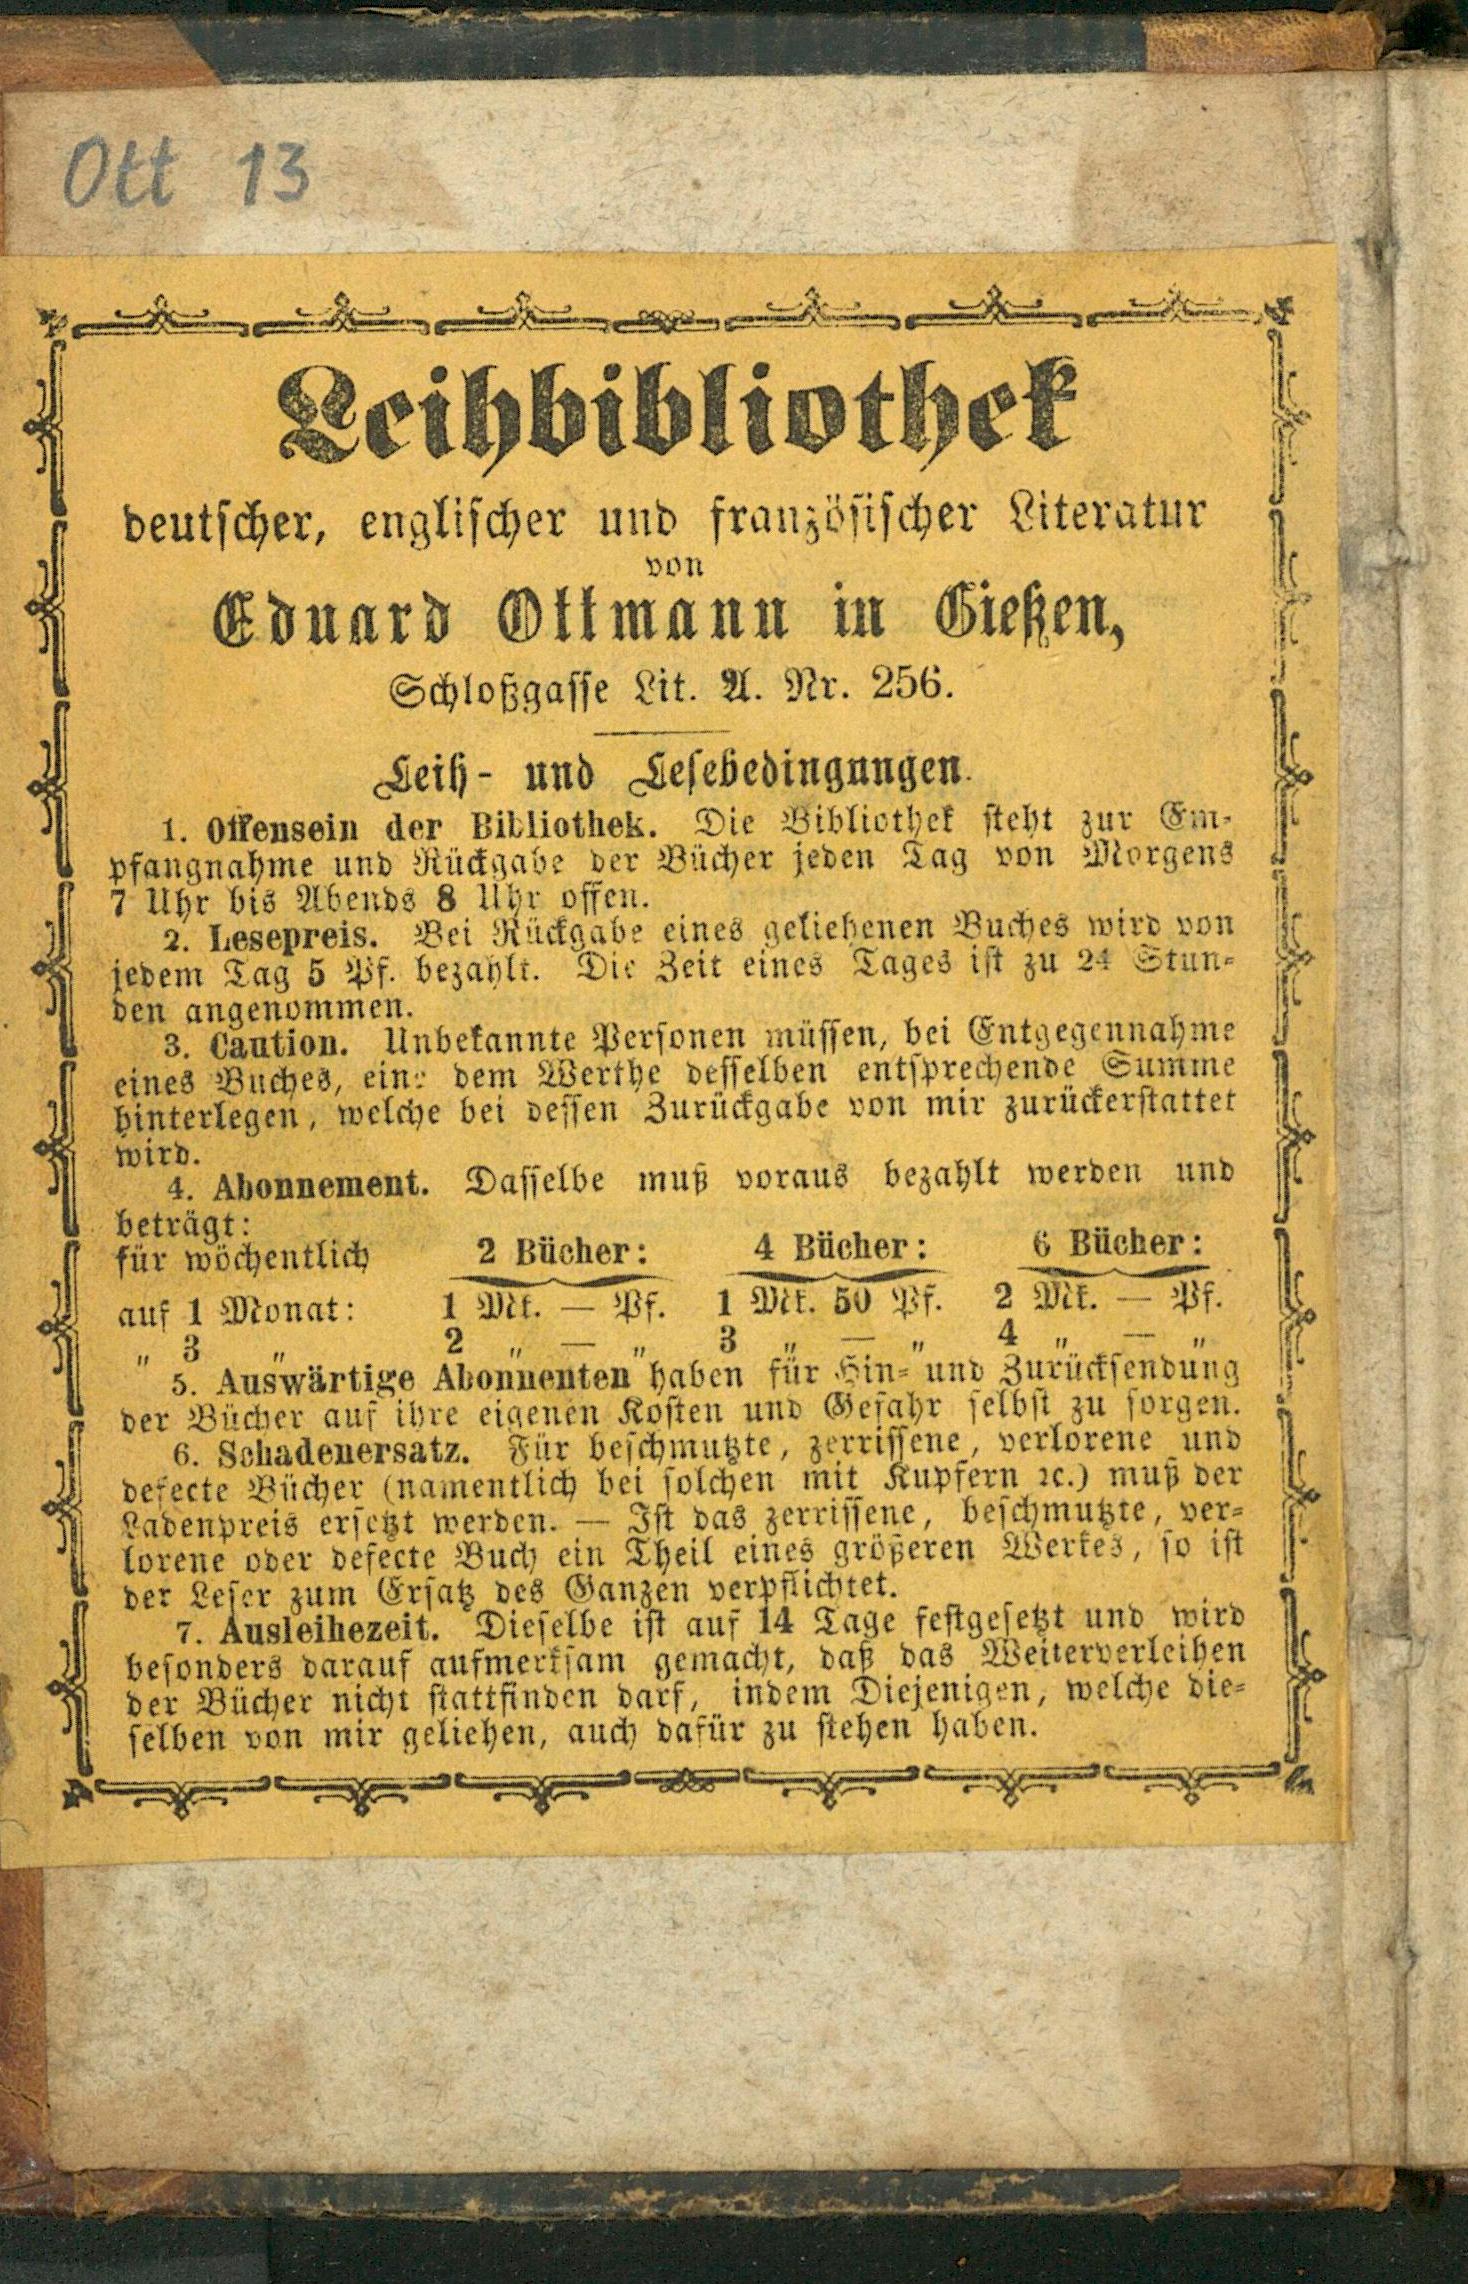 Ott 13
Leihbibliothek
deutscher, englischer und französischer Literatur
von
Eduard Ottmann in Gießen,
Schloßgasse Lit. A. Nr. 256.
Leih- und Lesebedingungen.
1. Offensein der Bibliothek. Die Bibliothek steht zur Em-
pfangnahme und Rückgabe der Bücher jeden Tag von Morgens
7 Uhr bis Abends 8 Uhr offen.
2. Lesepreis. Bei Rückgabe eines geliehenen Buches wird von
jedem Tag 5 Pf. bezahlt. Die Zeit eines Tages ist zu 24 Stun-
den angenommen.
3. Caution. Unbekannte Personen müssen, bei Entgegennahme
eines Buches, eine dem Werthe desselben entsprechende Summe
hinterlegen, welche bei dessen Zurückgabe von mir zurückerstattet
wird.
4. Abonnement. Dasselbe muß voraus bezahlt werden und
beträgt:
für wöchentlich 2 Bücher: 4 Bücher: 6 Bücher:
auf 1 Monat: 1 Mk. — Pf. 1 Mk. 50 Pf. 2 Mk. — Pf.
„ 3 „ 2 „ — „ 3 „ — „ 4 „ — „
5. Auswärtige Abonnenten haben für Hin- und Zurücksendung
der Bücher auf ihre eigenen Kosten und Gefahr selbst zu sorgen.
6. Schadenersatz. Für beschmutzte, zerrissene, verlorene und
defecte Bücher (namentlich bei solchen mit Kupfern ꝛc.) muß der
Ladenpreis ersetzt werden. — Ist das zerrissene, beschmutzte, ver-
lorene oder defecte Buch ein Theil eines größeren Werkes, so ist
der Leser zum Ersatz des Ganzen verpflichtet.
7. Ausleihezeit. Dieselbe ist auf 14 Tage festgesetzt und wird
besonders darauf aufmerksam gemacht, daß das Weiterverleihen
der Bücher nicht stattfinden darf, indem Diejenigen, welche die-
selben von mir geliehen, auch dafür zu stehen haben.